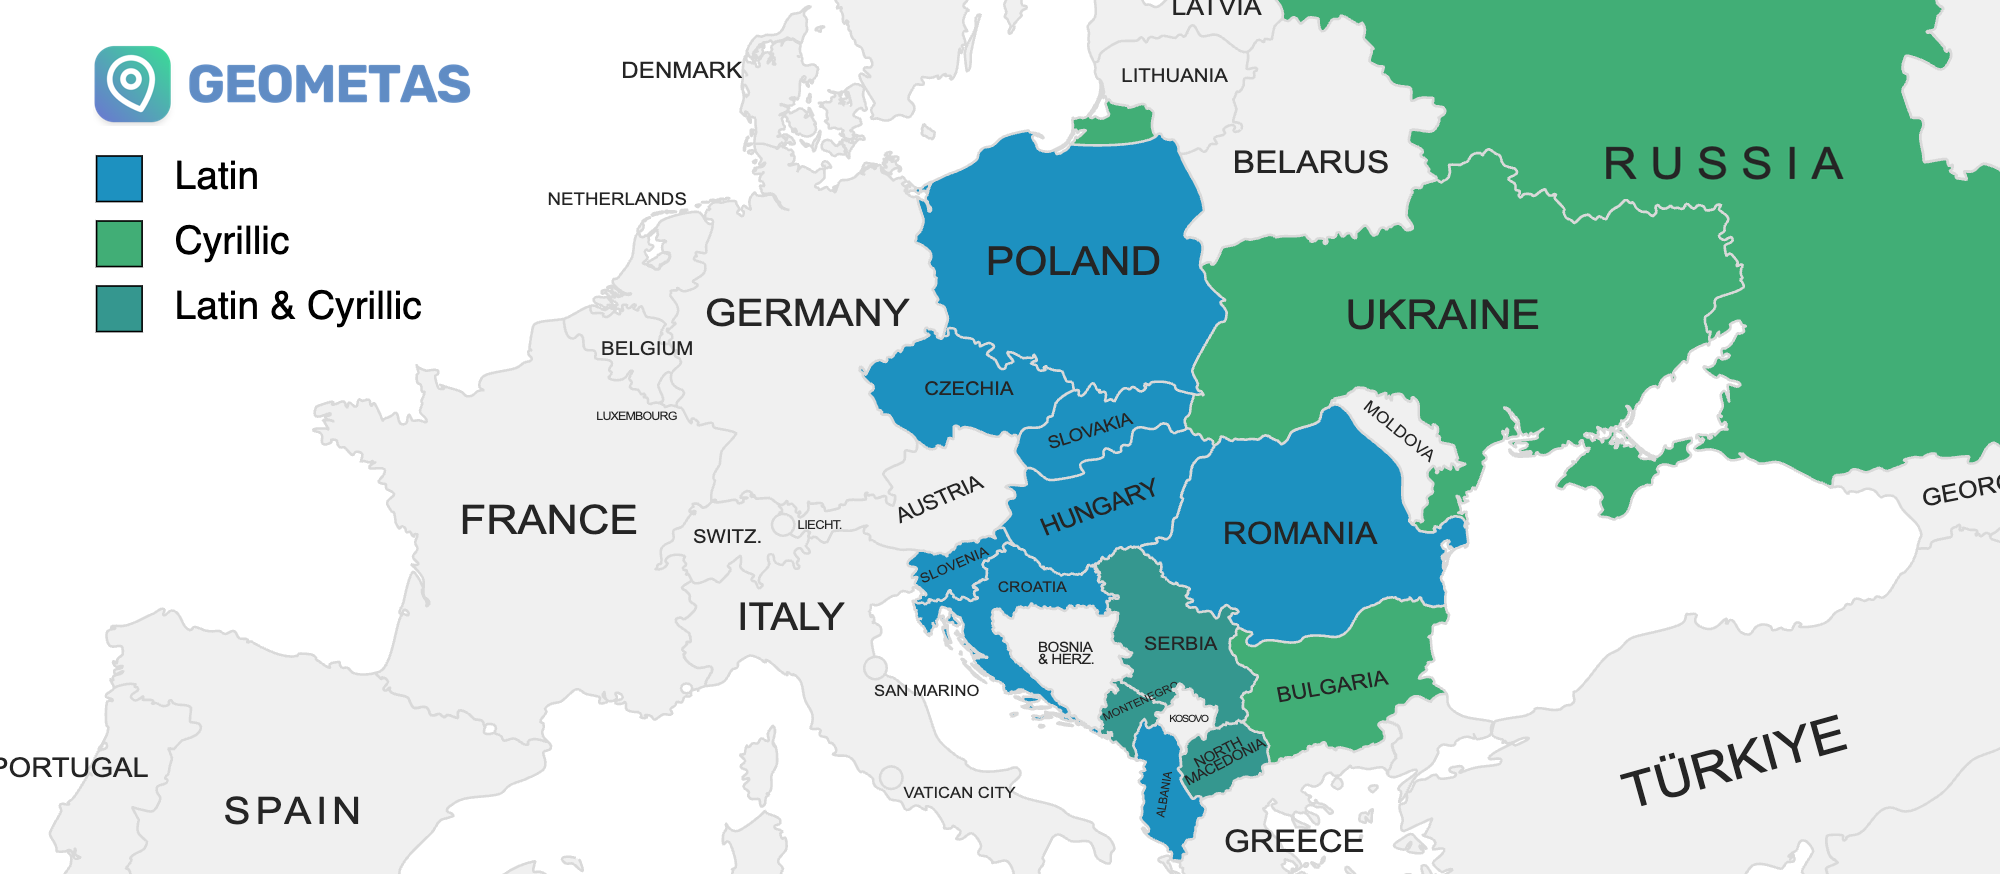 LATVIA
DENMARK
LITHUANIA
GEOMETAS
Latin
BELARUS
RUSSIA
NETHERLANDS
Cyrillic
POLAND
Latin & Cyrillic
GERMANY
UKRAINE
BELGIUM
CZECHIA
LUXEMBOURG
SLOVAKIA
MOLDOVA
AUSTRIA
HUNGARY
GEORG
FRANCE
SWITZ.
LIECHT.
ROMANIA
SLOVENIA
CROATIA
ITALY
BOSNIA
& HERZ.
SERBIA
SAN MARINO
MONTENEGRO
BULGARIA
KOSOVO
NORTH
MACEDONIA
TÜRKIYE
PORTUGAL
SPAIN
VATICAN CITY
ALBANIA
GREECE